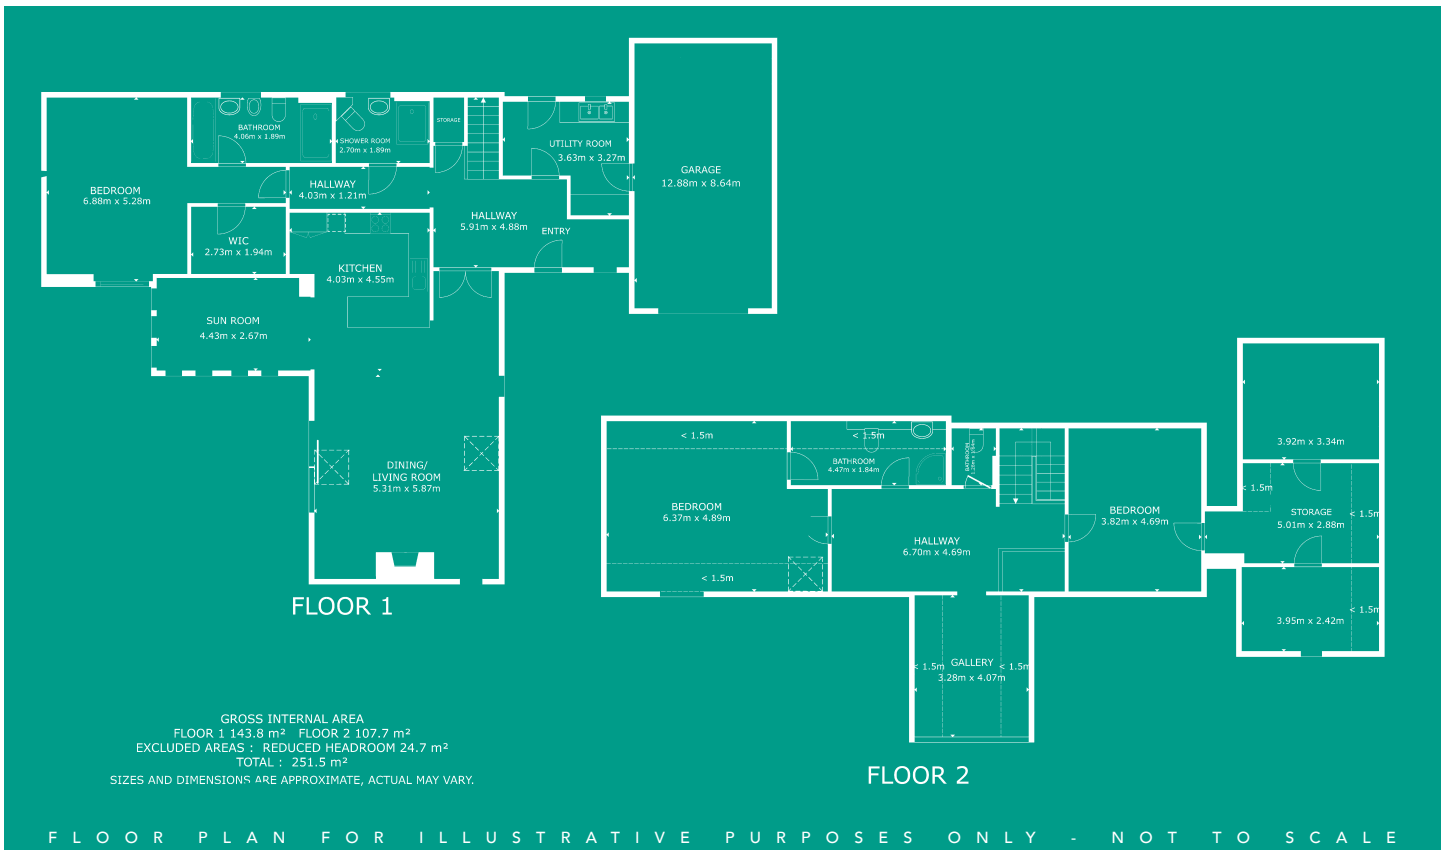 BATHROOM
4.06m x 1.89m
SHOWER ROOM
2.70m x 1.89m
STORAGE
UTILITY ROOM
3.63m x 3.27m
GARAGE
12.88m x 8.64m
BEDROOM
6.88m x 5.28m
HALLWAY
4.03m x 1.21m
HALLWAY
5.91m x 4.88m
ENTRY
WIC
2.73m x 1.94m
KITCHEN
4.03m x 4.55m
SUN ROOM
4.43m x 2.67m
DINING/
LIVING ROOM
5.31m x 5.87m
FLOOR 1
< 1.5m
BEDROOM
6.37m x 4.89m
< 1.5m
< 1.5m
BATHROOM
4.47m x 1.84m
BATHROOM
HALLWAY
6.70m x 4.69m
BEDROOM
3.82m x 4.69m
3.92m x 3.34m
< 1.5m
STORAGE
5.01m x 2.88m
< 1.5m
3.95m x 2.42m
< 1.5m
< 1.5m
GALLERY
3.28m x 4.07m
< 1.5m
FLOOR 2
GROSS INTERNAL AREA
FLOOR 1 143.8 m² FLOOR 2 107.7 m²
EXCLUDED AREAS : REDUCED HEADROOM 24.7 m²
TOTAL : 251.5 m²
SIZES AND DIMENSIONS ARE APPROXIMATE, ACTUAL MAY VARY.
FLOOR PLAN FOR ILLUSTRATIVE PURPOSES ONLY - NOT TO SCALE